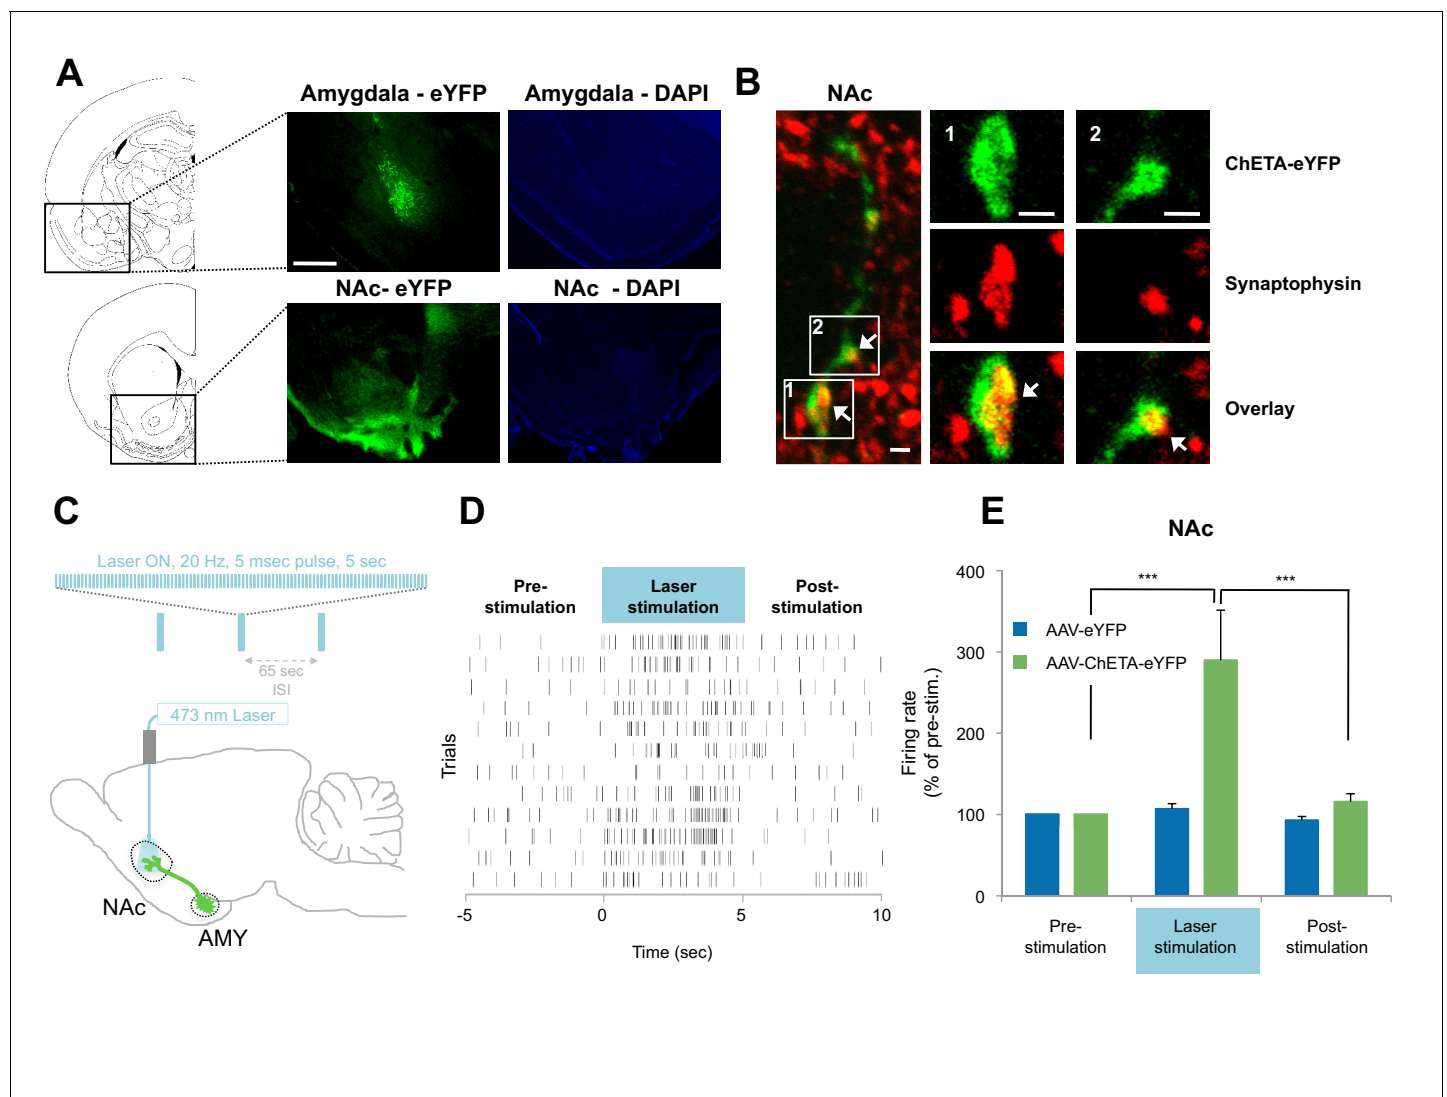 A
Amygdala - eYFP
Amygdala - DAPI
NAc- eYFP
NAc - DAPI
B
NAc
1
2
ChETA-eYFP
Synaptophysin
2
1
Overlay
C
Laser ON, 20 Hz, 5 msec pulse, 5 sec
65 sec
ISI
473 nm Laser
NAc
AMY
D
Pre-
stimulation
Laser
stimulation
Post-
stimulation
Trials
-5
0
5
10
Time (sec)
E
NAc
400
300
200
100
0
***
***
AAV-eYFP
AAV-ChETA-eYFP
Firing rate
(% of pre-stim.)
Pre-
stimulation
Laser
stimulation
Post-
stimulation